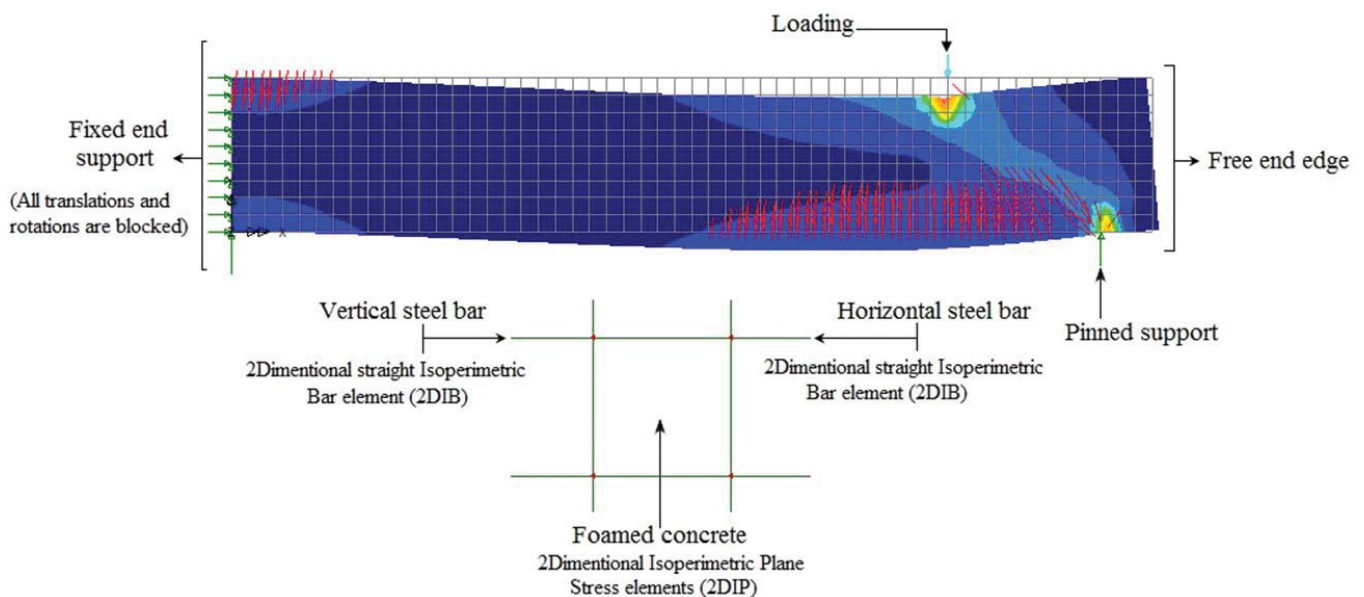 Loading
Fixed end
support
(All translations and
rotations are blocked)
Free end edge
X
Vertical steel bar
Horizontal steel bar
Pinned support
2Dimentional straight Isoperimetric
Bar element (2DIB)
2Dimentional straight Isoperimetric
Bar element (2DIB)
Foamed concrete
2Dimentional Isoperimetric Plane
Stress elements (2DIP)